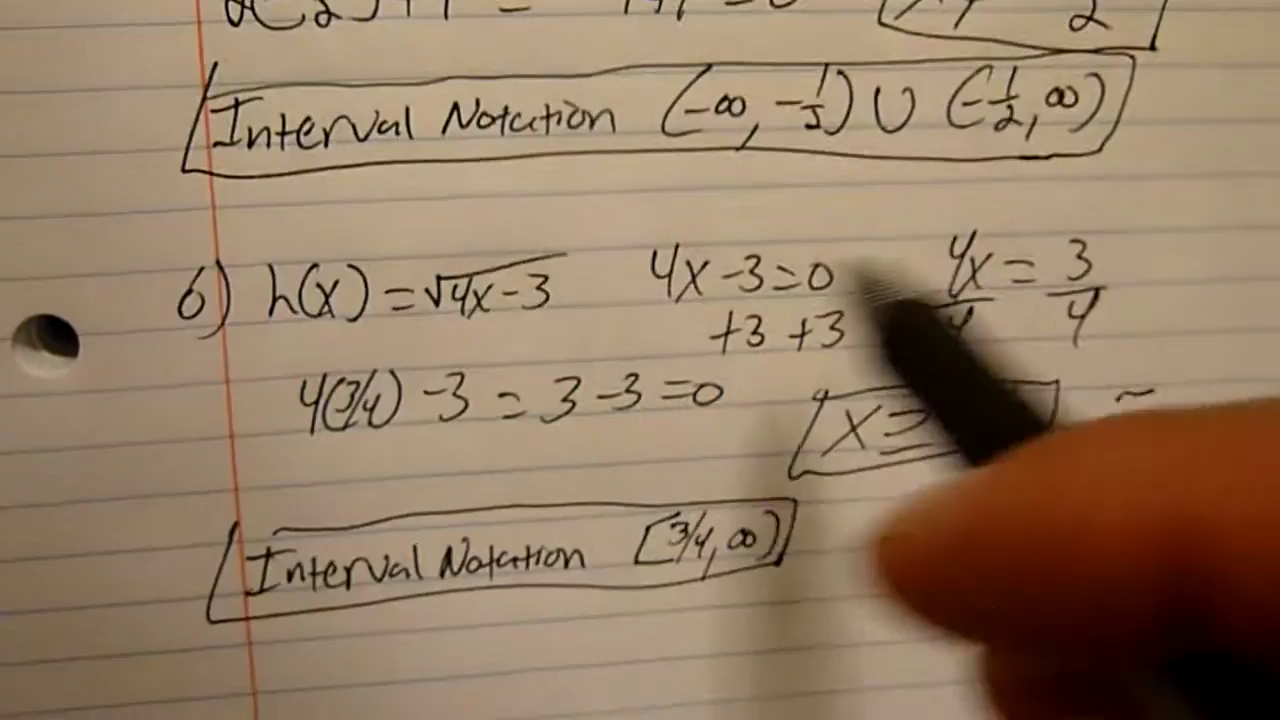 Interval Notation (-∞, -1/2) ∪ (-1/2, ∞)
6) h(x) = √4x-3 4x-3=0 4x = 3
+3 +3 4 4
4(3/4) -3 = 3-3=0 x ≥
Interval Notation [3/4, ∞)